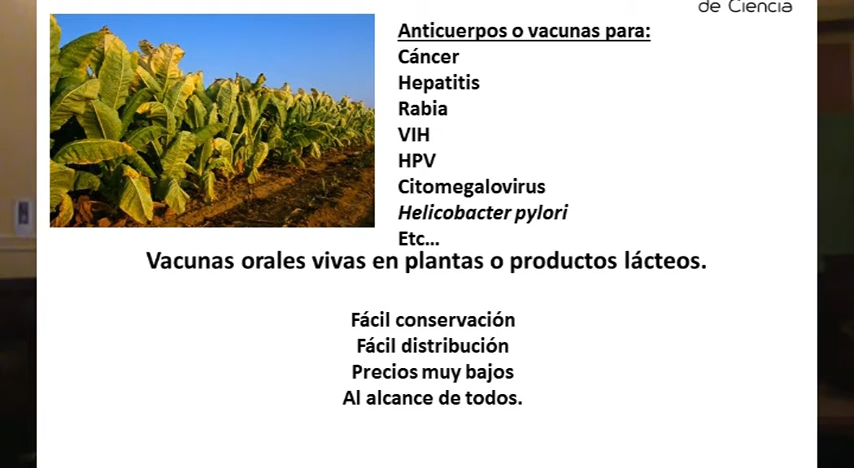 de Ciencia
Anticuerpos o vacunas para:
Cáncer
Hepatitis
Rabia
VIH
HPV
Citomegalovirus
Helicobacter pylori
Etc...
Vacunas orales vivas en plantas o productos lácteos.
Fácil conservación
Fácil distribución
Precios muy bajos
Al alcance de todos.